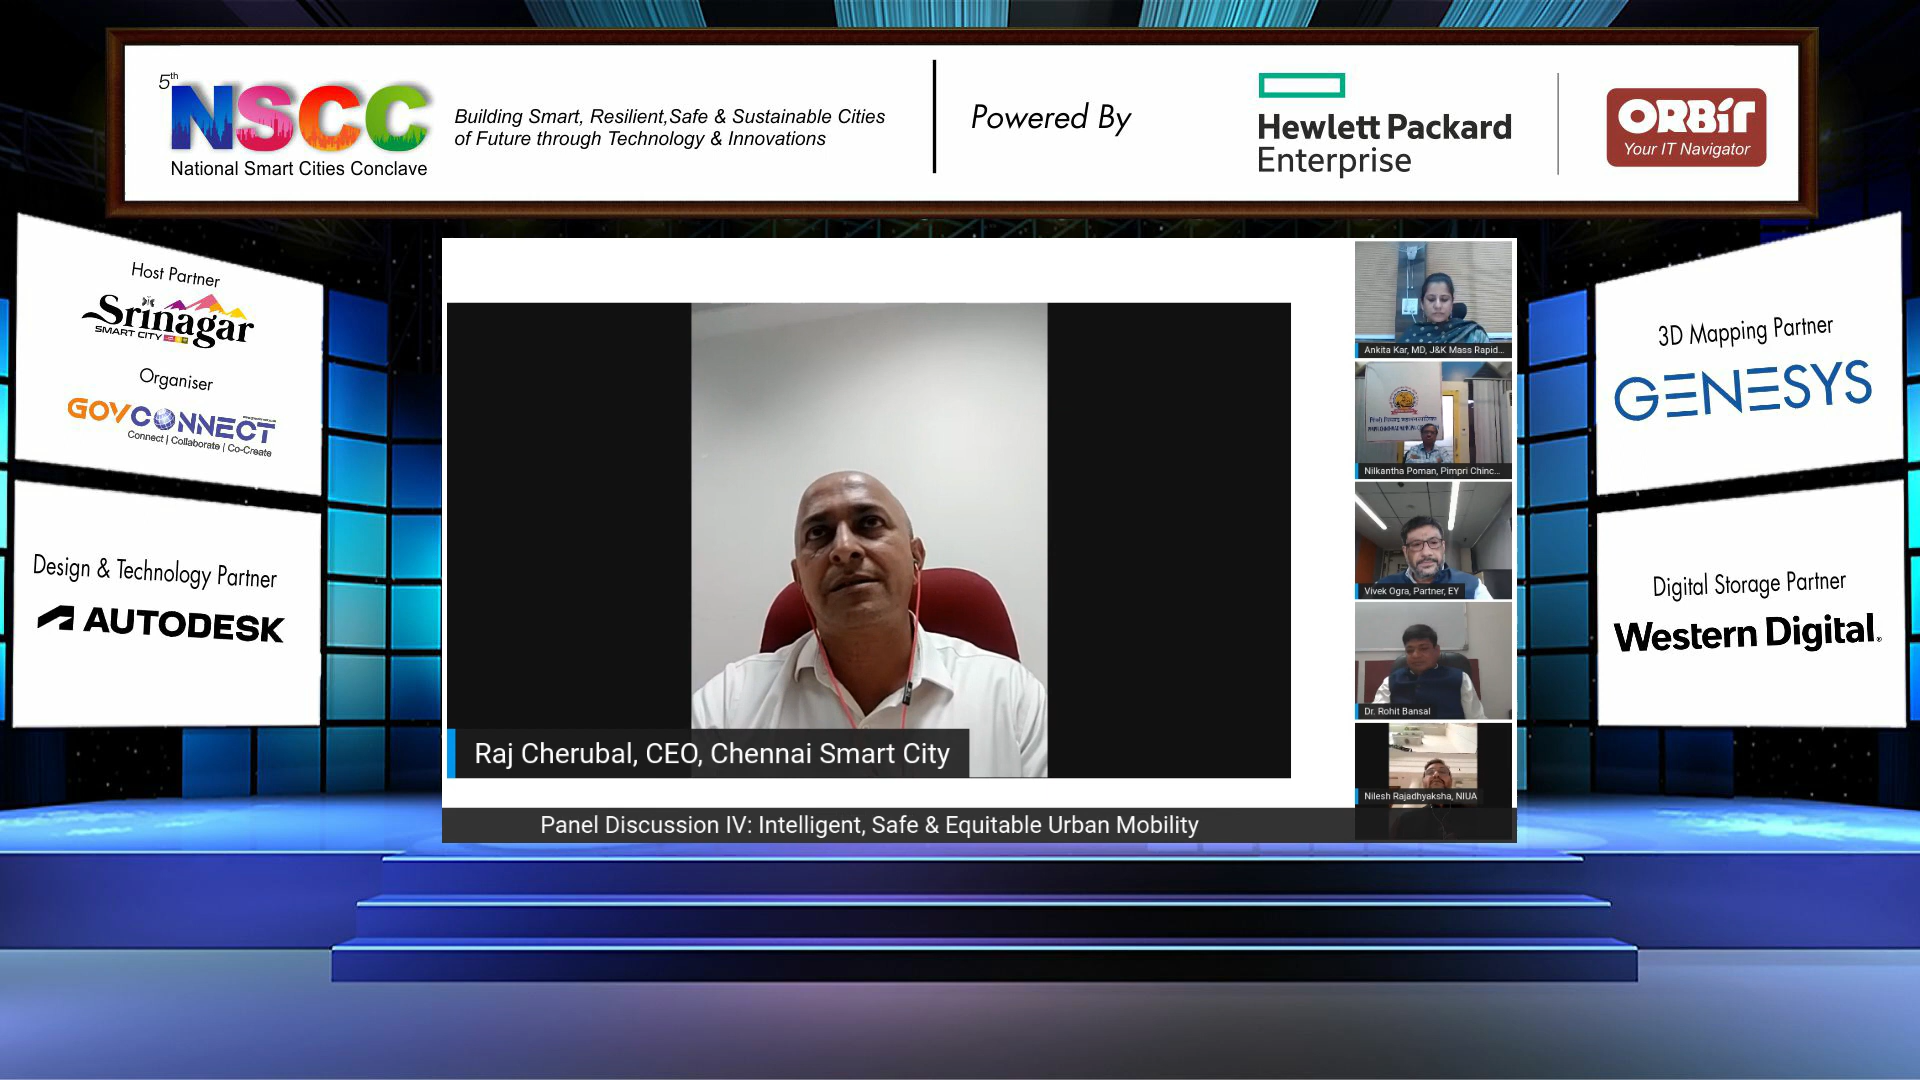 5th
NSCC
National Smart Cities Conclave
Building Smart, Resilient,Safe & Sustainable Cities
of Future through Technology & Innovations
Powered By
Hewlett Packard
Enterprise
ORBIT
Your IT Navigator
Host Partner
Srinagar
SMART CITY
Organiser
GOVCONNECT
Connect | Collaborate | Co-Create
Design & Technology Partner
AUTODESK
Raj Cherubal, CEO, Chennai Smart City
Panel Discussion IV: Intelligent, Safe & Equitable Urban Mobility
Ankita Kar, MD, J&K Mass Rapid...
Nilkantha Poman, Pimpri Chinc...
Vivek Ogra, Partner, EY
Dr. Rohit Bansal
Nilesh Rajadhyaksha, NIUA
3D Mapping Partner
GENESYS
Digital Storage Partner
Western Digital.